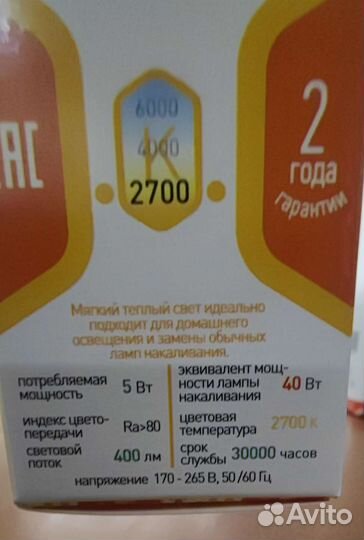 EAC
6000
4000
K
2700
2
года
гарантии
Мягкий теплый свет идеально
подходит для домашнего
освещения и замены обычных
ламп накаливания.
потребляемая
мощность
5 Вт
эквивалент мощ-
ности лампы
накаливания
40 Вт
индекс цвето-
передачи
Ra>80
цветовая
температура
2700 К
световой
поток
400 лм
срок
службы
30000 часов
напряжение 170 - 265 В, 50/60 Гц
Avito